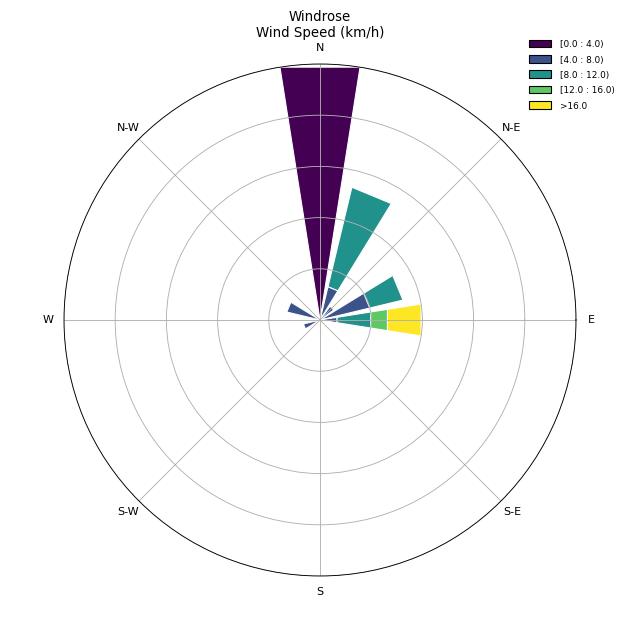 Windrose
Wind Speed (km/h)
N
[0.0 : 4.0)
[4.0 : 8.0)
[8.0 : 12.0)
[12.0 : 16.0)
>16.0
N-W
N-E
W
E
S-W
S-E
S